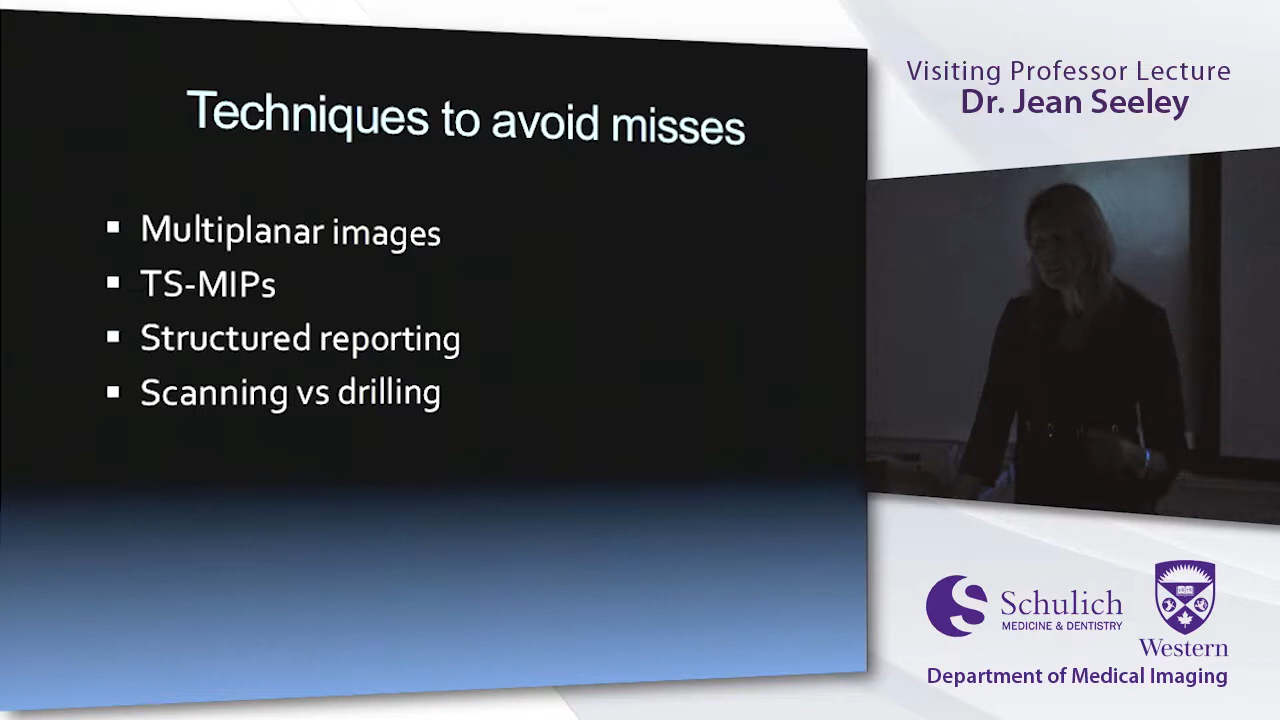 Techniques to avoid misses
Multiplanar images
TS-MIPs
Structured reporting
Scanning vs drilling
Visiting Professor Lecture
Dr. Jean Seeley
Schulich
MEDICINE & DENTISTRY
Western
Department of Medical Imaging